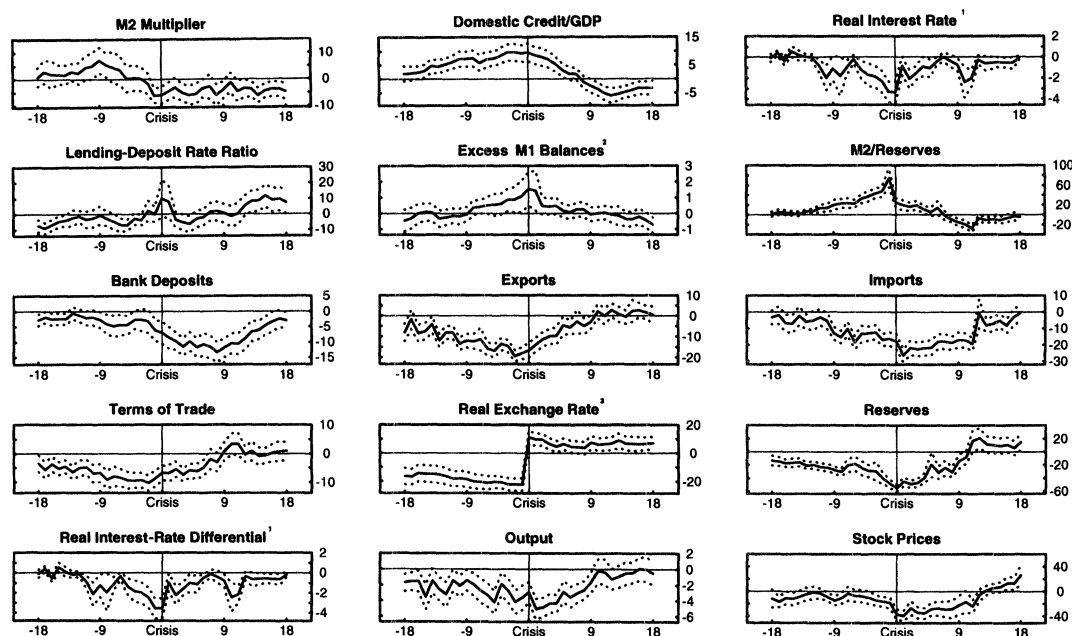 M2 Multiplier
10
0
-10
-18 -9 Crisis 9 18
Domestic Credit/GDP
15
5
-5
-18 -9 Crisis 9 18
Real Interest Rate ¹
2
0
-2
-4
-18 -9 Crisis 9 18
Lending-Deposit Rate Ratio
30
20
10
0
-10
-18 -9 Crisis 9 18
Excess M1 Balances²
3
2
1
0
-1
-18 -9 Crisis 9 18
M2/Reserves
100
60
20
-20
-18 -9 Crisis 9 18
Bank Deposits
5
0
-5
-10
-15
-18 -9 Crisis 9 18
Exports
10
0
-10
-20
-18 -9 Crisis 9 18
Imports
10
0
-10
-20
-30
-18 -9 Crisis 9 18
Terms of Trade
10
0
-10
-18 -9 Crisis 9 18
Real Exchange Rate³
20
0
-20
-18 -9 Crisis 9 18
Reserves
20
-20
-60
-18 -9 Crisis 9 18
Real Interest-Rate Differential¹
2
0
-2
-4
-18 -9 Crisis 9 18
Output
2
0
-2
-4
-6
-18 -9 Crisis 9 18
Stock Prices
40
0
-40
-18 -9 Crisis 9 18